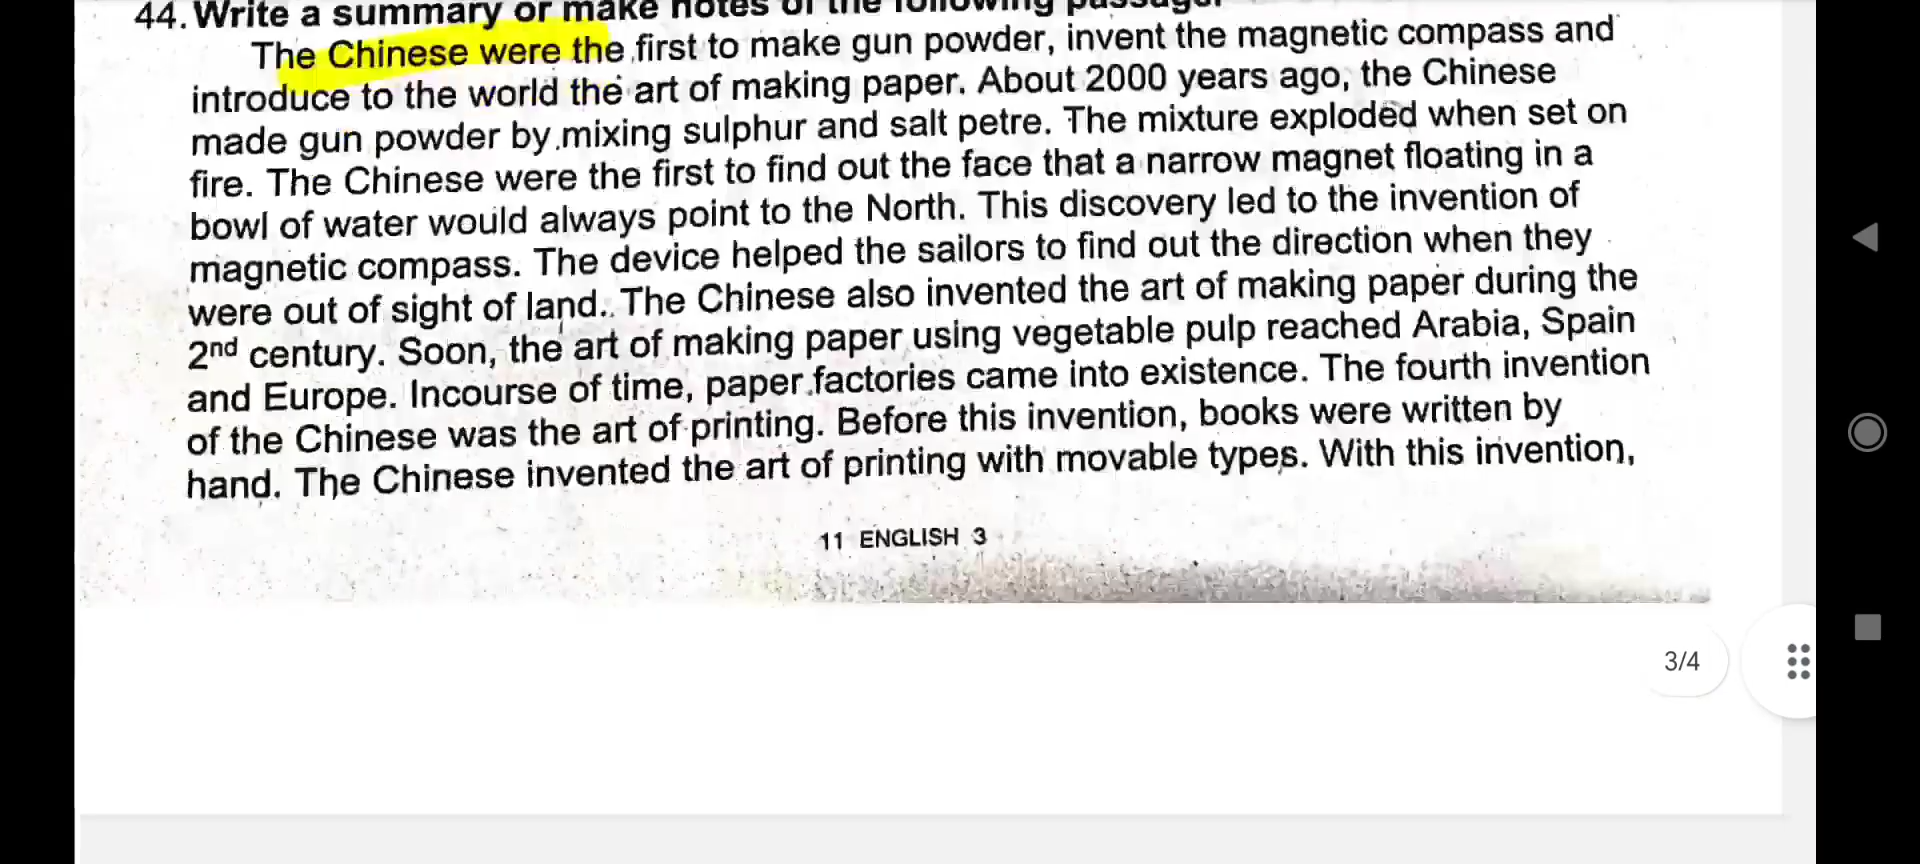 44. Write a summary or make notes of the following passage.
The Chinese were the first to make gun powder, invent the magnetic compass and
introduce to the world the art of making paper. About 2000 years ago, the Chinese
made gun powder by mixing sulphur and salt petre. The mixture exploded when set on
fire. The Chinese were the first to find out the face that a narrow magnet floating in a
bowl of water would always point to the North. This discovery led to the invention of
magnetic compass. The device helped the sailors to find out the direction when they
were out of sight of land. The Chinese also invented the art of making paper during the
2nd century. Soon, the art of making paper using vegetable pulp reached Arabia, Spain
and Europe. Incourse of time, paper factories came into existence. The fourth invention
of the Chinese was the art of printing. Before this invention, books were written by
hand. The Chinese invented the art of printing with movable types. With this invention,
11 ENGLISH 3
3/4